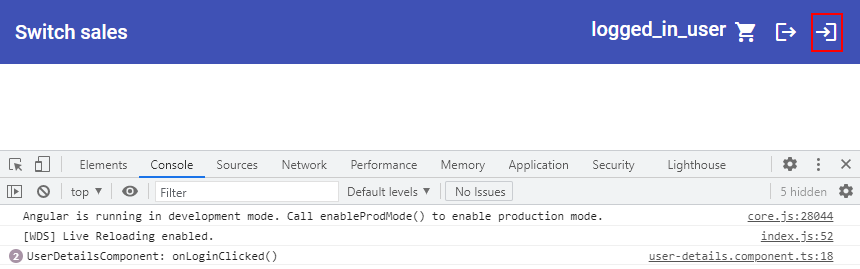 Switch sales logged_in_user
Elements Console Sources Network Performance Memory Application Security Lighthouse
top Filter Default levels No Issues 5 hidden
Angular is running in development mode. Call enableProdMode() to enable production mode. core.js:28044
[WDS] Live Reloading enabled. index.js:52
2 UserDetailsComponent: onLoginClicked() user-details.component.ts:18